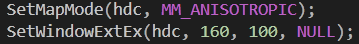 SetMapMode(hdc, MM_ANISOTROPIC);
SetWindowExtEx(hdc, 160, 100, NULL);